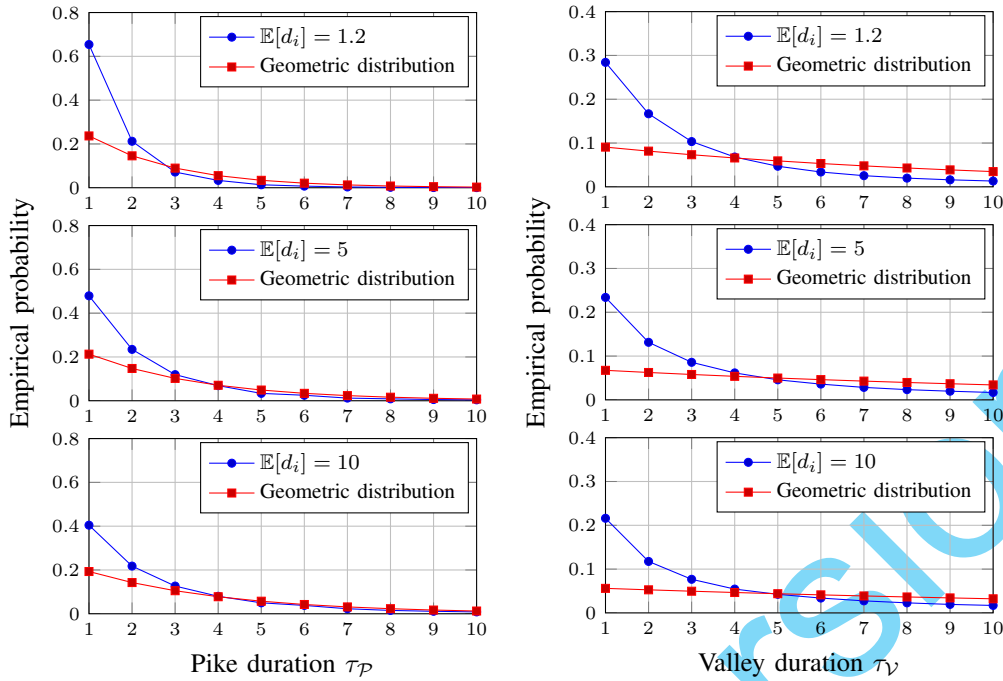 Empirical probability
0.8
0.6
0.4
0.2
0
𝔼[d_i] = 1.2
Geometric distribution
1 2 3 4 5 6 7 8 9 10
0.8
0.6
0.4
0.2
0
𝔼[d_i] = 5
Geometric distribution
1 2 3 4 5 6 7 8 9 10
0.8
0.6
0.4
0.2
0
𝔼[d_i] = 10
Geometric distribution
1 2 3 4 5 6 7 8 9 10
Pike duration τ_𝒫
Empirical probability
0.4
0.3
0.2
0.1
0
𝔼[d_i] = 1.2
Geometric distribution
1 2 3 4 5 6 7 8 9 10
0.4
0.3
0.2
0.1
0
𝔼[d_i] = 5
Geometric distribution
1 2 3 4 5 6 7 8 9 10
0.4
0.3
0.2
0.1
0
𝔼[d_i] = 10
Geometric distribution
1 2 3 4 5 6 7 8 9 10
Valley duration τ_𝒱